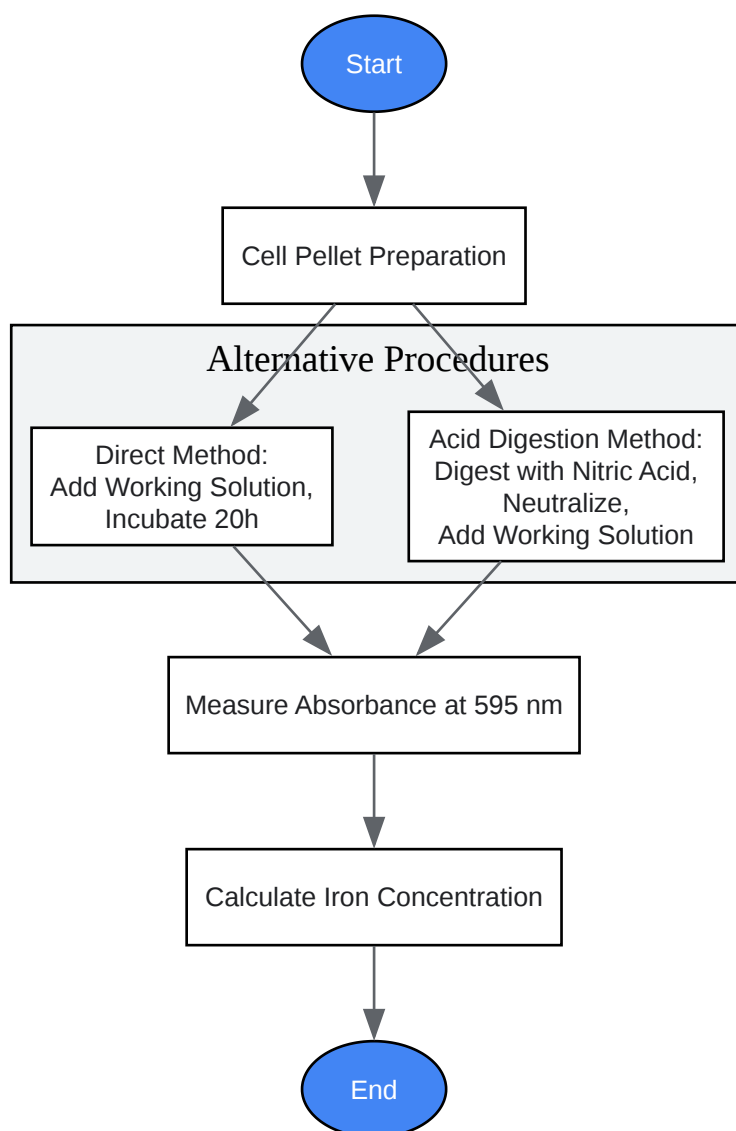 Start
Cell Pellet Preparation
Alternative Procedures
Direct Method:
Add Working Solution,
Incubate 20h
Acid Digestion Method:
Digest with Nitric Acid,
Neutralize,
Add Working Solution
Measure Absorbance at 595 nm
Calculate Iron Concentration
End